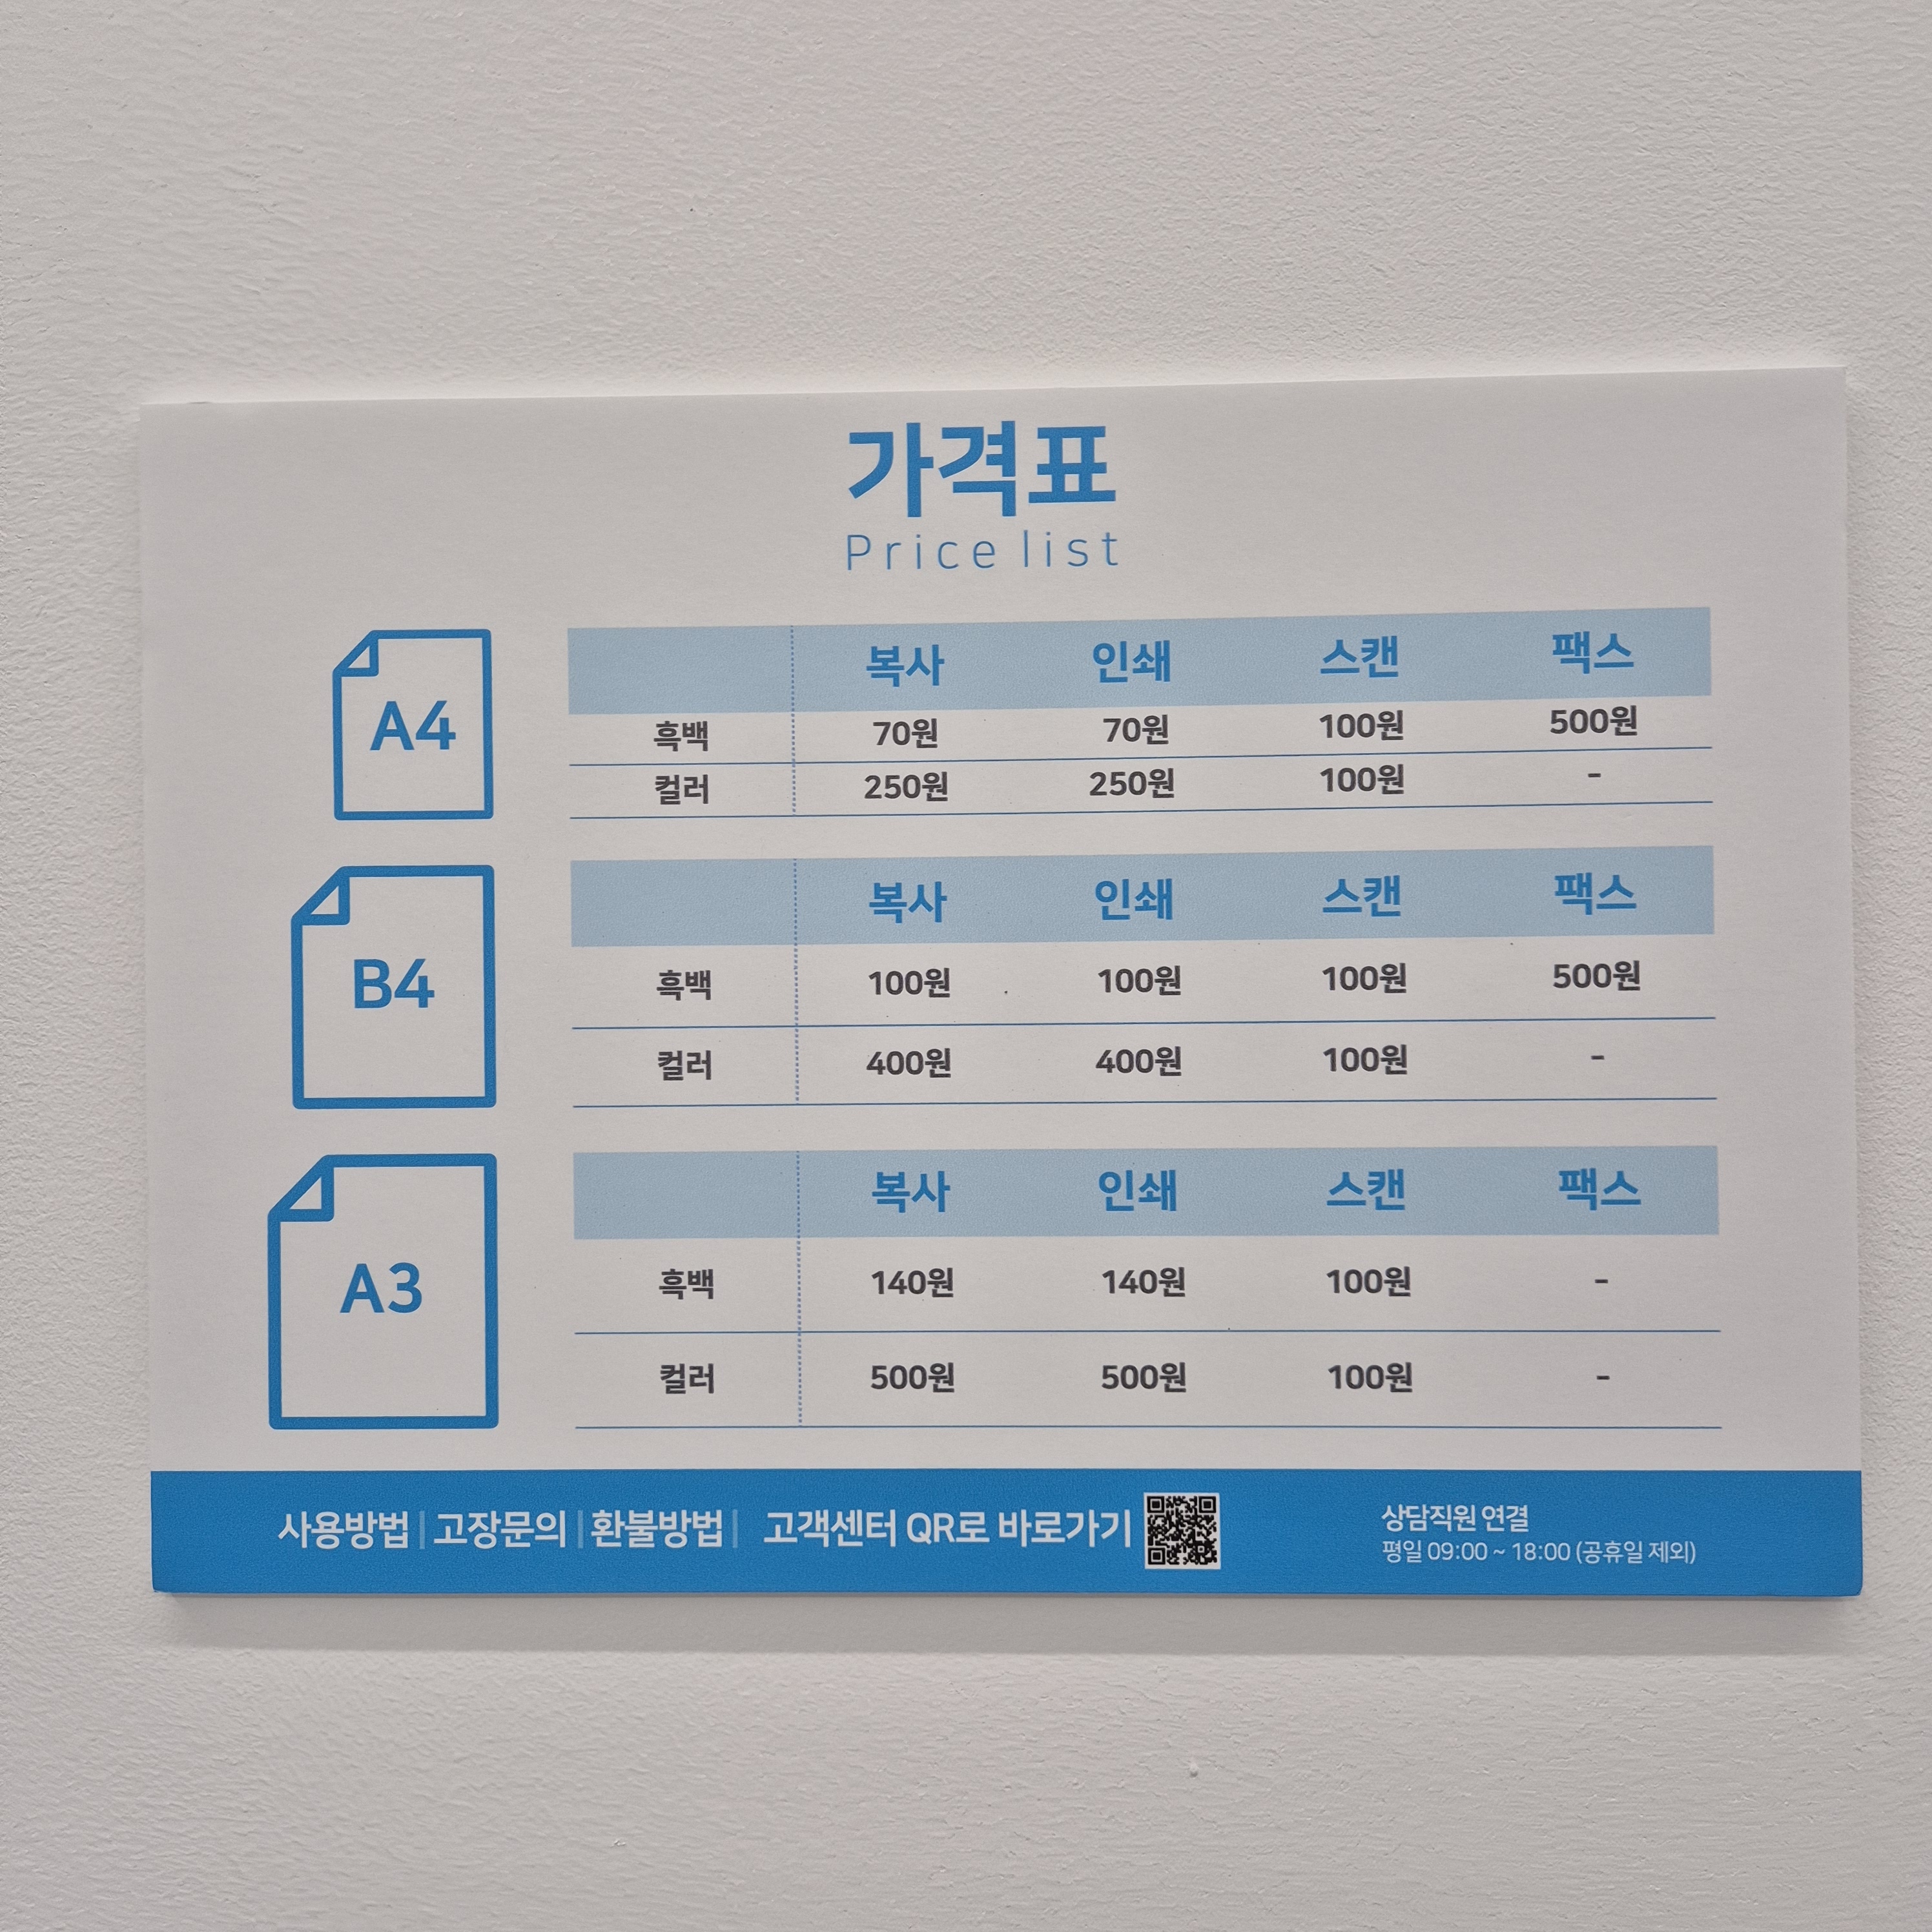 가격표
Price list
A4
복사 인쇄 스캔 팩스
흑백 70원 70원 100원 500원
컬러 250원 250원 100원 -
B4
복사 인쇄 스캔 팩스
흑백 100원 100원 100원 500원
컬러 400원 400원 100원 -
A3
복사 인쇄 스캔 팩스
흑백 140원 140원 100원 -
컬러 500원 500원 100원 -
사용방법 | 고장문의 | 환불방법 | 고객센터 QR로 바로가기
상담직원 연결
평일 09:00 ~ 18:00 (공휴일 제외)